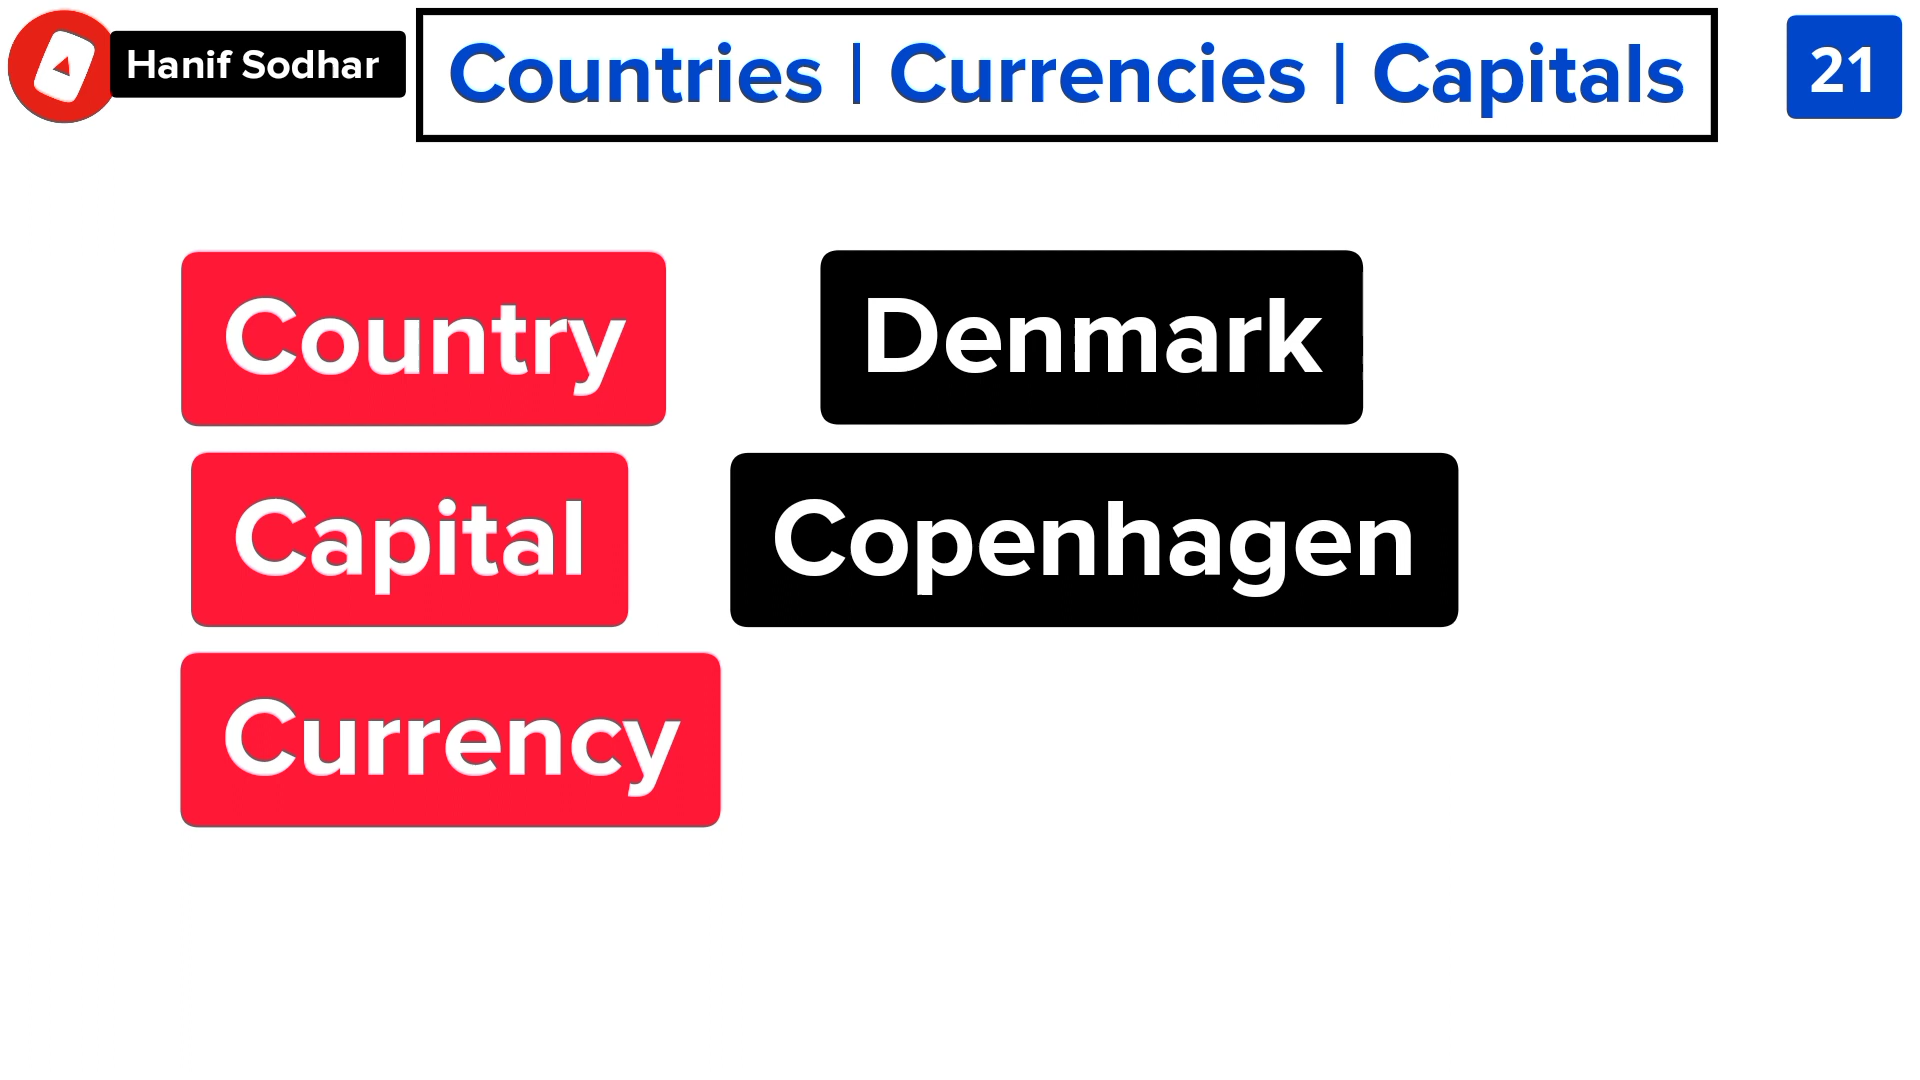 Hanif Sodhar
Countries | Currencies | Capitals
21
Country Denmark
Capital Copenhagen
Currency